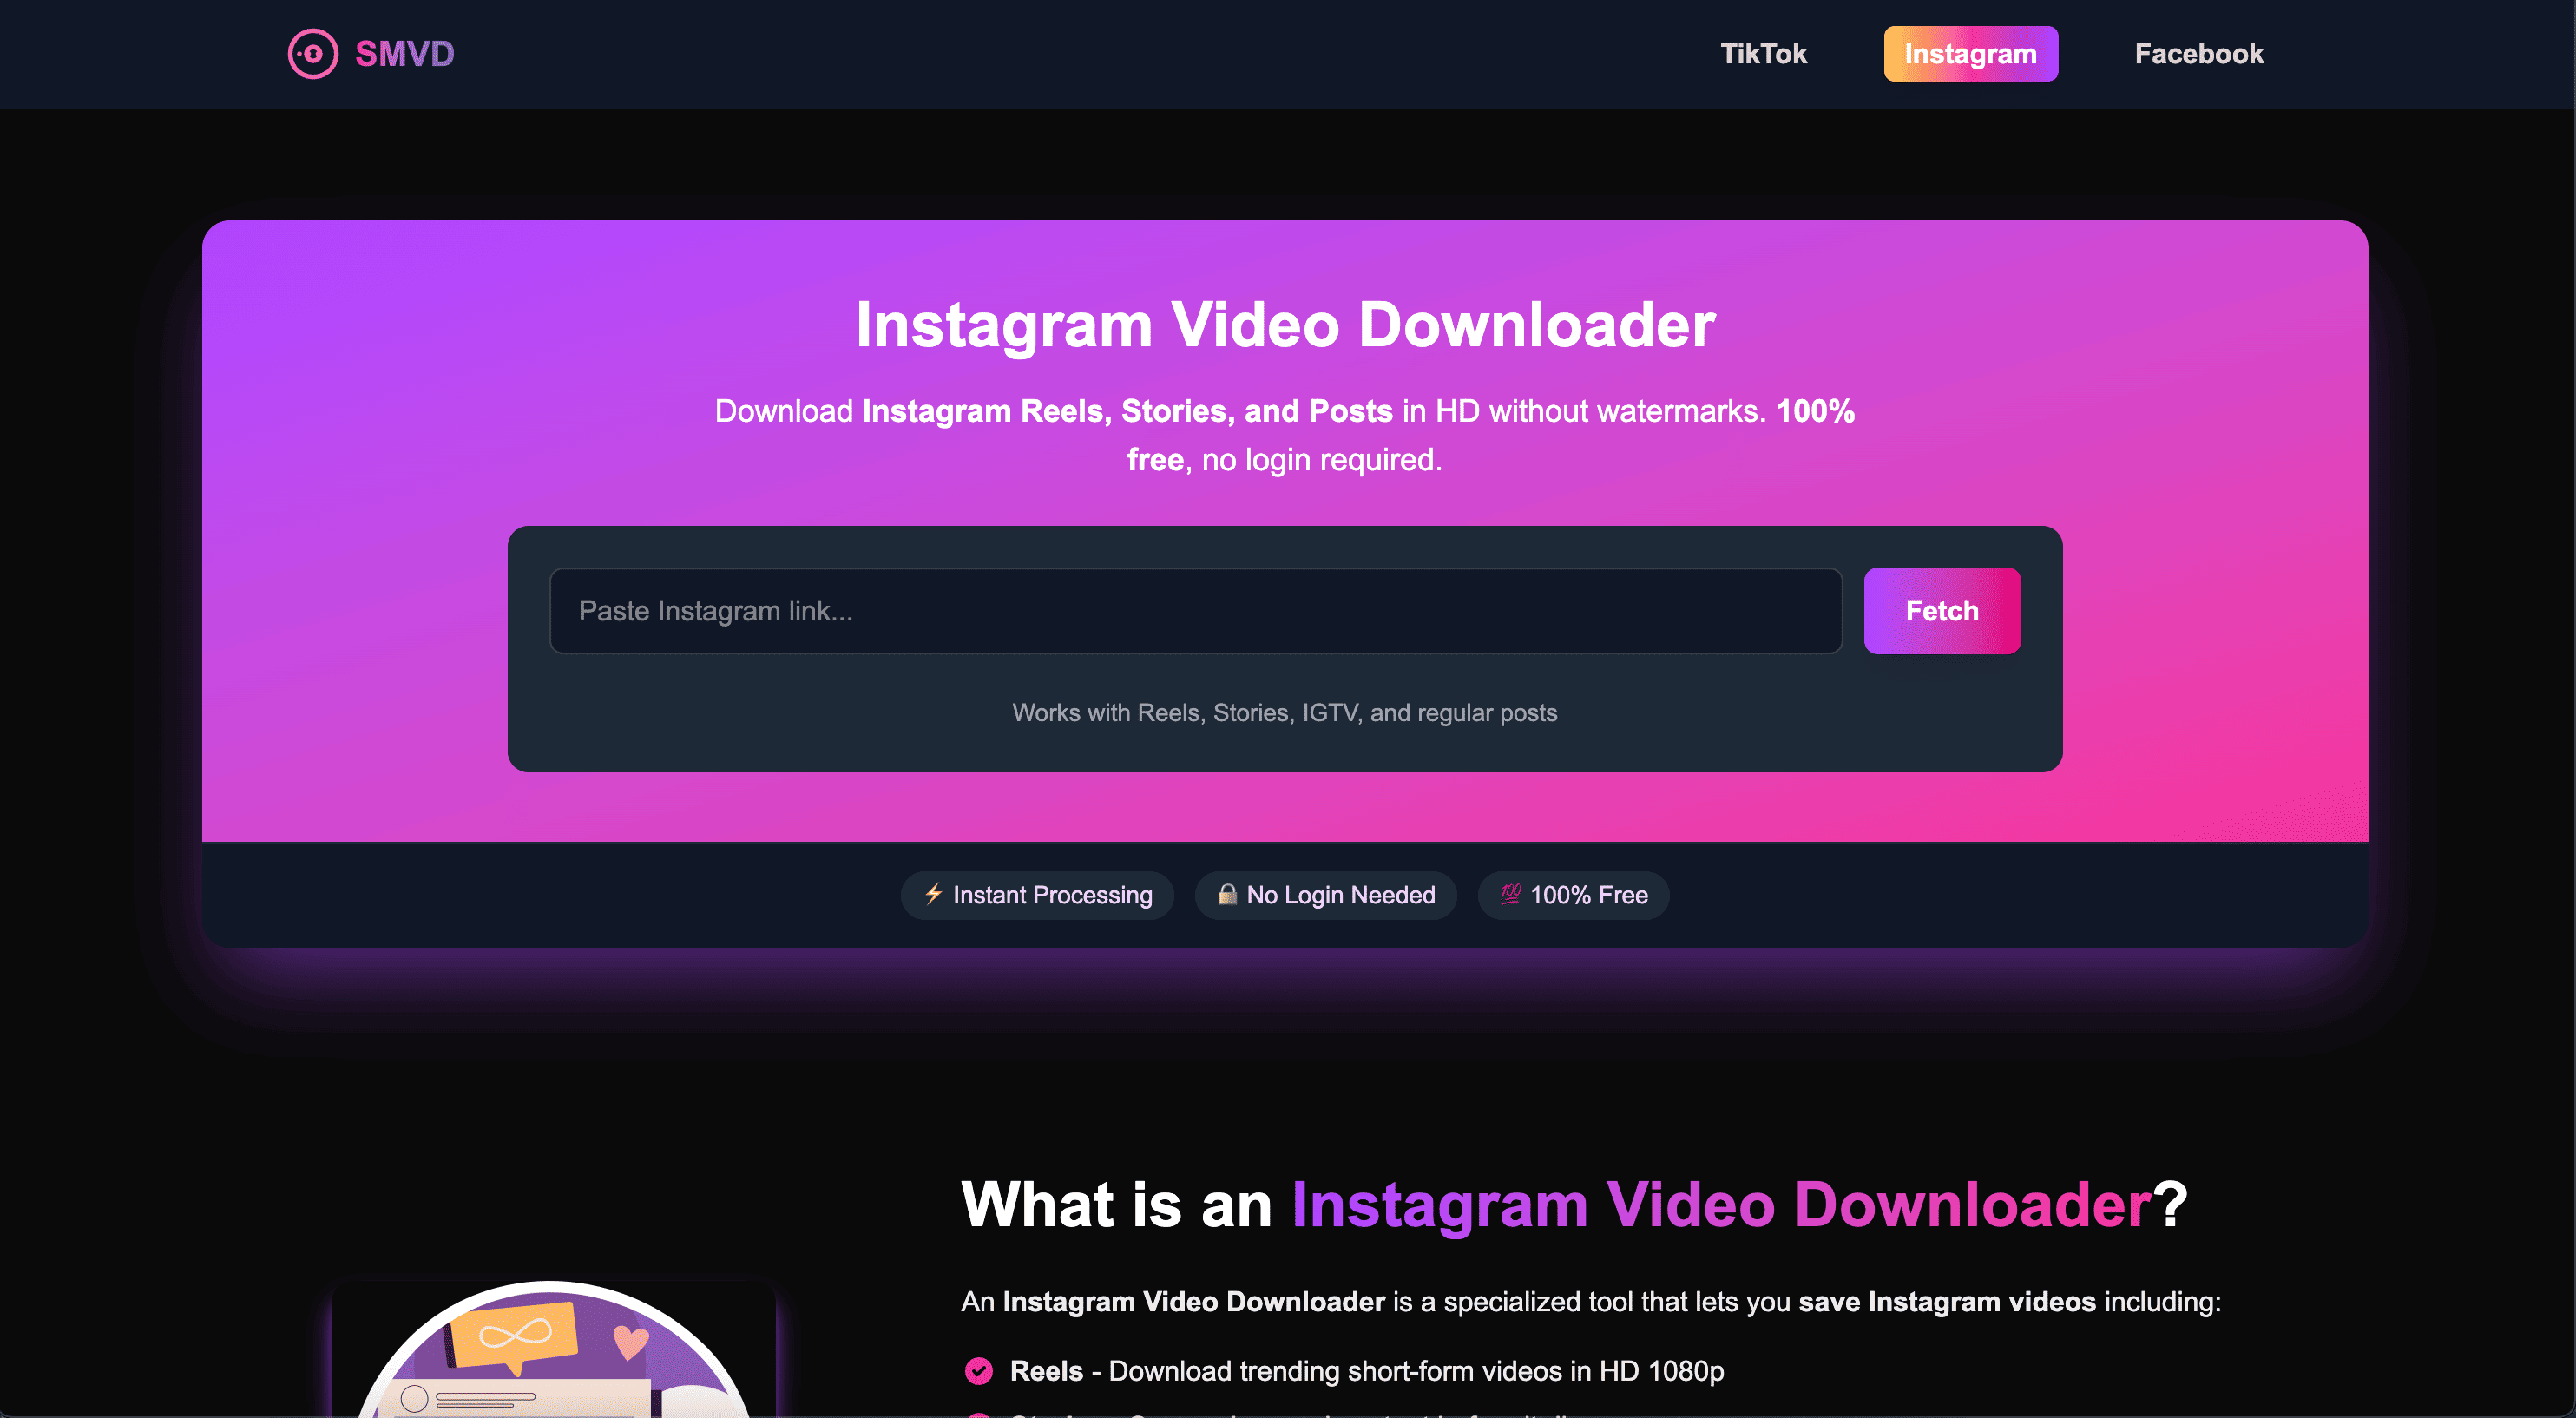 SMVD
TikTok
Instagram
Facebook
Instagram Video Downloader
Download Instagram Reels, Stories, and Posts in HD without watermarks. 100%
free, no login required.
Paste Instagram link...
Fetch
Works with Reels, Stories, IGTV, and regular posts
⚡ Instant Processing
🔒 No Login Needed
💯 100% Free
What is an Instagram Video Downloader?
An Instagram Video Downloader is a specialized tool that lets you save Instagram videos including:
Reels - Download trending short-form videos in HD 1080p